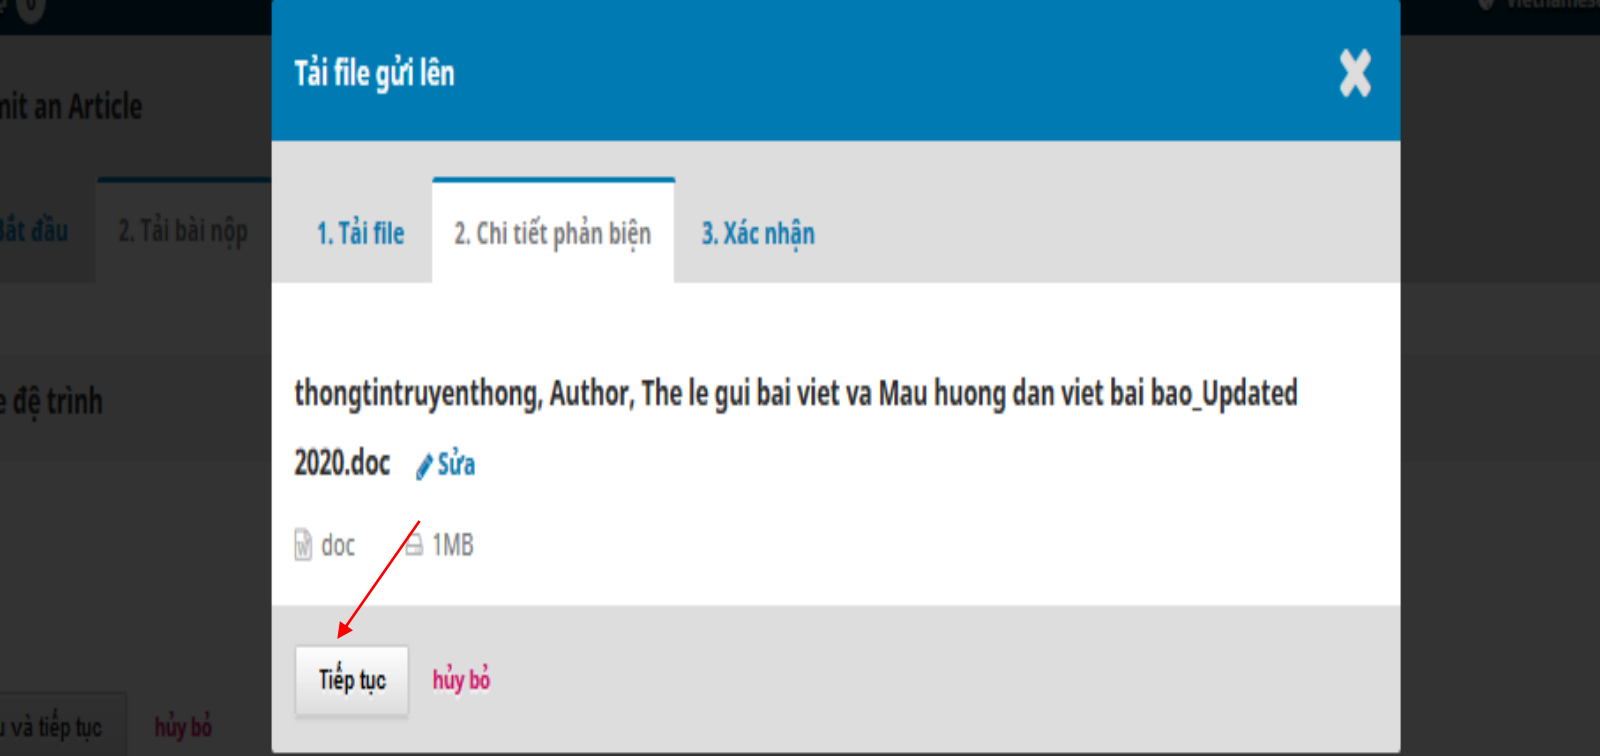 Tải file gửi lên
mit an Article
Bắt đầu
2. Tải bài nộp
1. Tải file
2. Chi tiết phản biện
3. Xác nhận
thongtintruyenthong, Author, The le gui bai viet va Mau huong dan viet bai bao_Updated
2020.doc
Sửa
đệ trình
doc
1MB
Tiếp tục
hủy bỏ
và tiếp tục
hủy bỏ